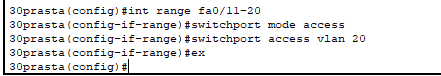 30prasta(config)#int range fa0/11-20
30prasta(config-if-range)#switchport mode access
30prasta(config-if-range)#switchport access vlan 20
30prasta(config-if-range)#ex
30prasta(config)#